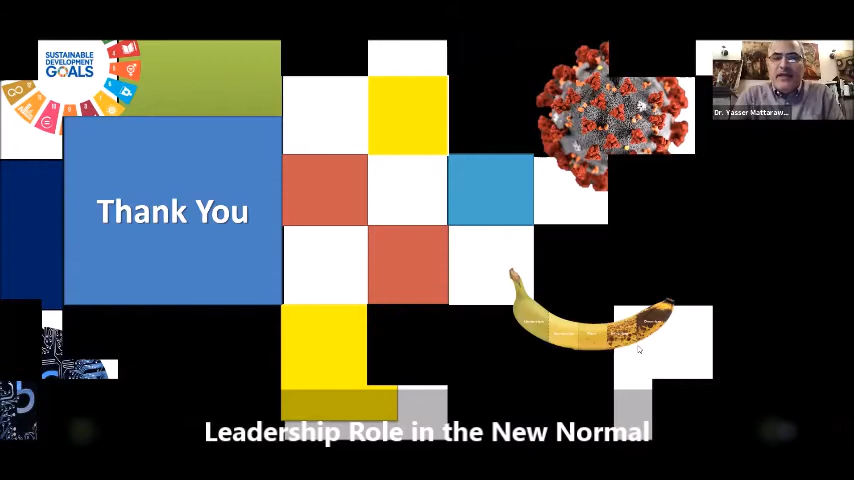 SUSTAINABLE
DEVELOPMENT
GOALS
Dr. Yasser Mattaraw...
Thank You
Leadership Role in the New Normal